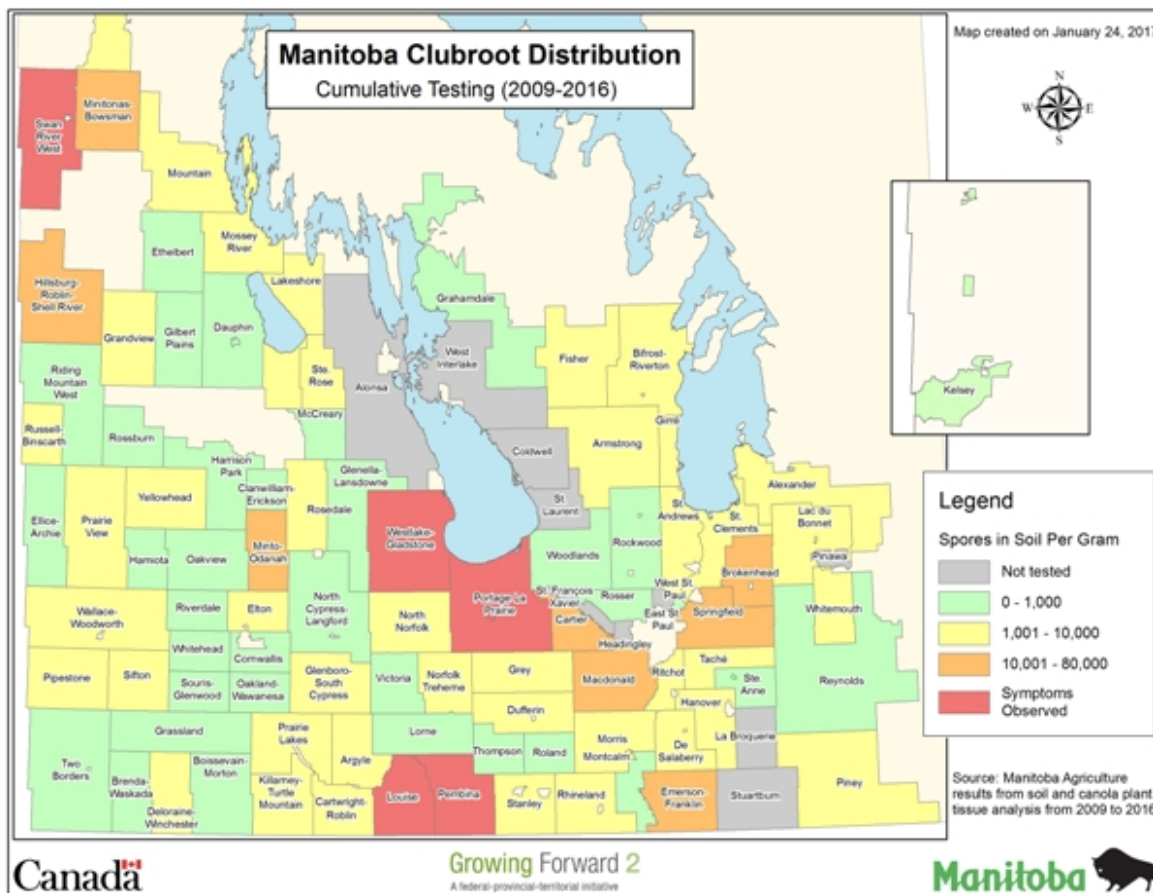 Manitoba Clubroot Distribution
Cumulative Testing (2009-2016)
Map created on January 24, 2017
N
W
E
S
Swan
River
West
Minitonas-
Bowsman
Mountain
Ethelbert
Mossey
River
Lakeshore
Hillsburg-
Roblin-
Shell River
Grandview
Gilbert
Plains
Dauphin
Grahamdale
Kelsey
Riding
Mountain
West
Ste.
Rose
Alonsa
West
Interlake
Fisher
Bifrost-
Riverton
McCreary
Russell-
Binscarth
Rossburn
Harrison
Park
Clanwilliam-
Erickson
Glenella-
Lansdowne
Coldwell
Armstrong
Gimli
Ellice-
Archie
Prairie
View
Yellowhead
Rosedale
St.
Laurent
St.
Andrews
St.
Clements
Alexander
Lac du
Bonnet
Hamiota
Oakview
Minto-
Odanah
Westlake-
Gladstone
Woodlands
Rockwood
Brokenhead
Pinawa
Wallace-
Woodworth
Riverdale
Elton
North
Cypress-
Langford
North
Norfolk
Portage La
Prairie
St. François
Xavier
Rosser
West St.
Paul
East St.
Paul
Springfield
Whitemouth
Cartier
Headingley
Whitehead
Cornwallis
Pipestone
Sifton
Souris-
Glenwood
Oakland-
Wawanesa
Glenboro-
South
Cypress
Victoria
Norfolk
Treherne
Grey
Macdonald
Ritchot
Taché
Ste.
Anne
Reynolds
Dufferin
Hanover
Grassland
Prairie
Lakes
Lorne
Thompson
Roland
Morris
Montcalm
De
Salaberry
La Broquerie
Two
Borders
Brenda-
Waskada
Boissevain-
Morton
Argyle
Deloraine-
Winchester
Killarney-
Turtle
Mountain
Cartwright-
Roblin
Louise
Pembina
Stanley
Rhineland
Emerson-
Franklin
Stuartburn
Piney
Legend
Spores in Soil Per Gram
Not tested
0 - 1,000
1,001 - 10,000
10,001 - 80,000
Symptoms
Observed
Source: Manitoba Agriculture
results from soil and canola plant
tissue analysis from 2009 to 2016
Canada
Growing Forward 2
A federal-provincial-territorial initiative
Manitoba